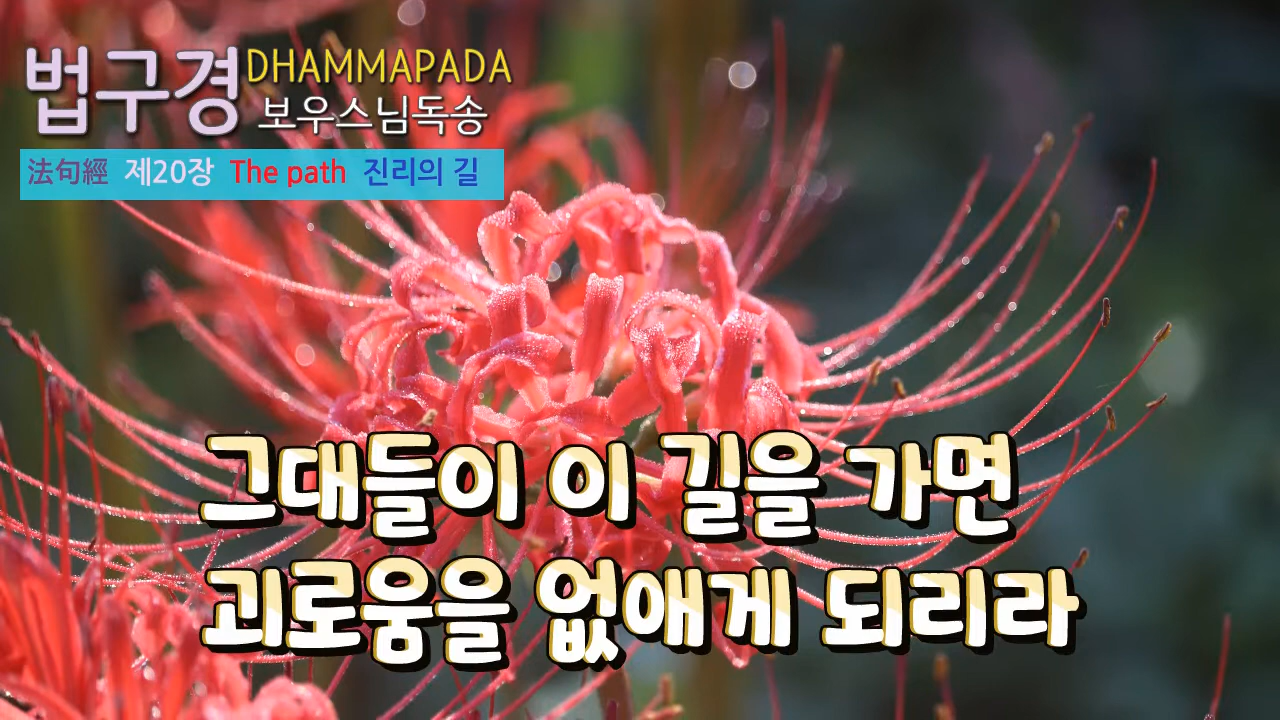 법구경 DHAMMAPADA
보우스님독송
法句經 제20장 The path 진리의 길
그대들이 이 길을 가면
괴로움을 없애게 되리라